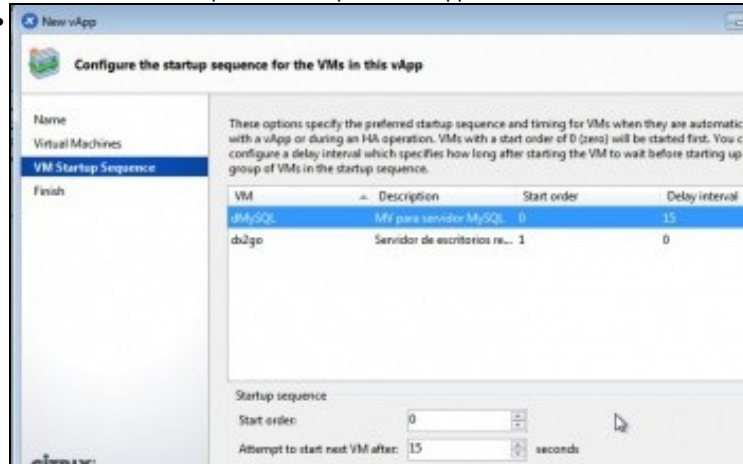 New vApp
Configure the startup sequence for the VMs in this vApp
Name
Virtual Machines
VM Startup Sequence
Finish
These options specify the preferred startup sequence and timing for VMs when they are automatic
with a vApp or during an HA operation. VMs with a start order of 0 (zero) will be started first. You c
configure a delay interval which specifies how long after starting the VM to wait before starting up
group of VMs in the startup sequence.
VM Description Start order Delay interval
dMySQL MV para servidor MySQL 0 15
dx2go Servidor de escritorios re... 1 0
Startup sequence
Start order: 0
Attempt to start next VM after: 15 seconds
CITRIX